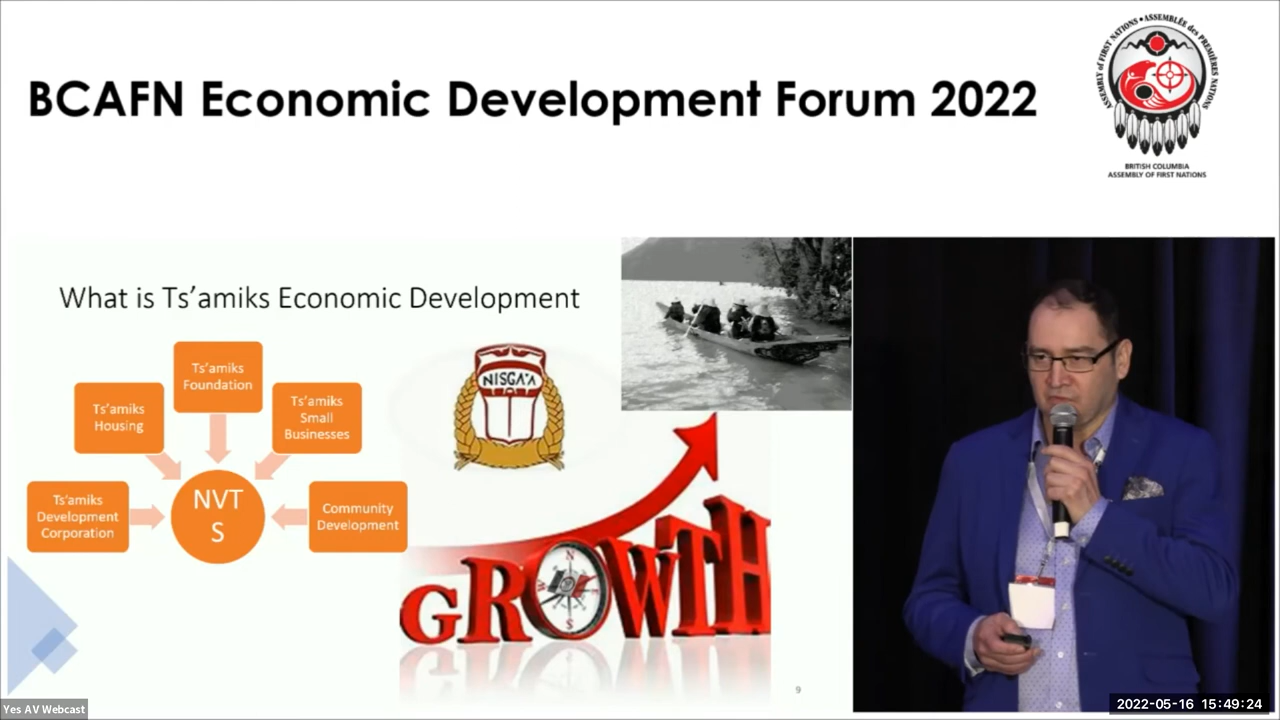 BCAFN Economic Development Forum 2022
ASSEMBLY of FIRST NATIONS • ASSEMBLÉE des PREMIÈRES NATIONS
BRITISH COLUMBIA
ASSEMBLY OF FIRST NATIONS
What is Ts'amiks Economic Development
Ts'amiks
Foundation
Ts'amiks
Housing
Ts'amiks
Small
Businesses
Ts'amiks
Development
Corporation
NVT
S
Community
Development
NISGA'A
GROWTH
N
E
S
W
9
Yes AV Webcast
2022-05-16 15:49:24